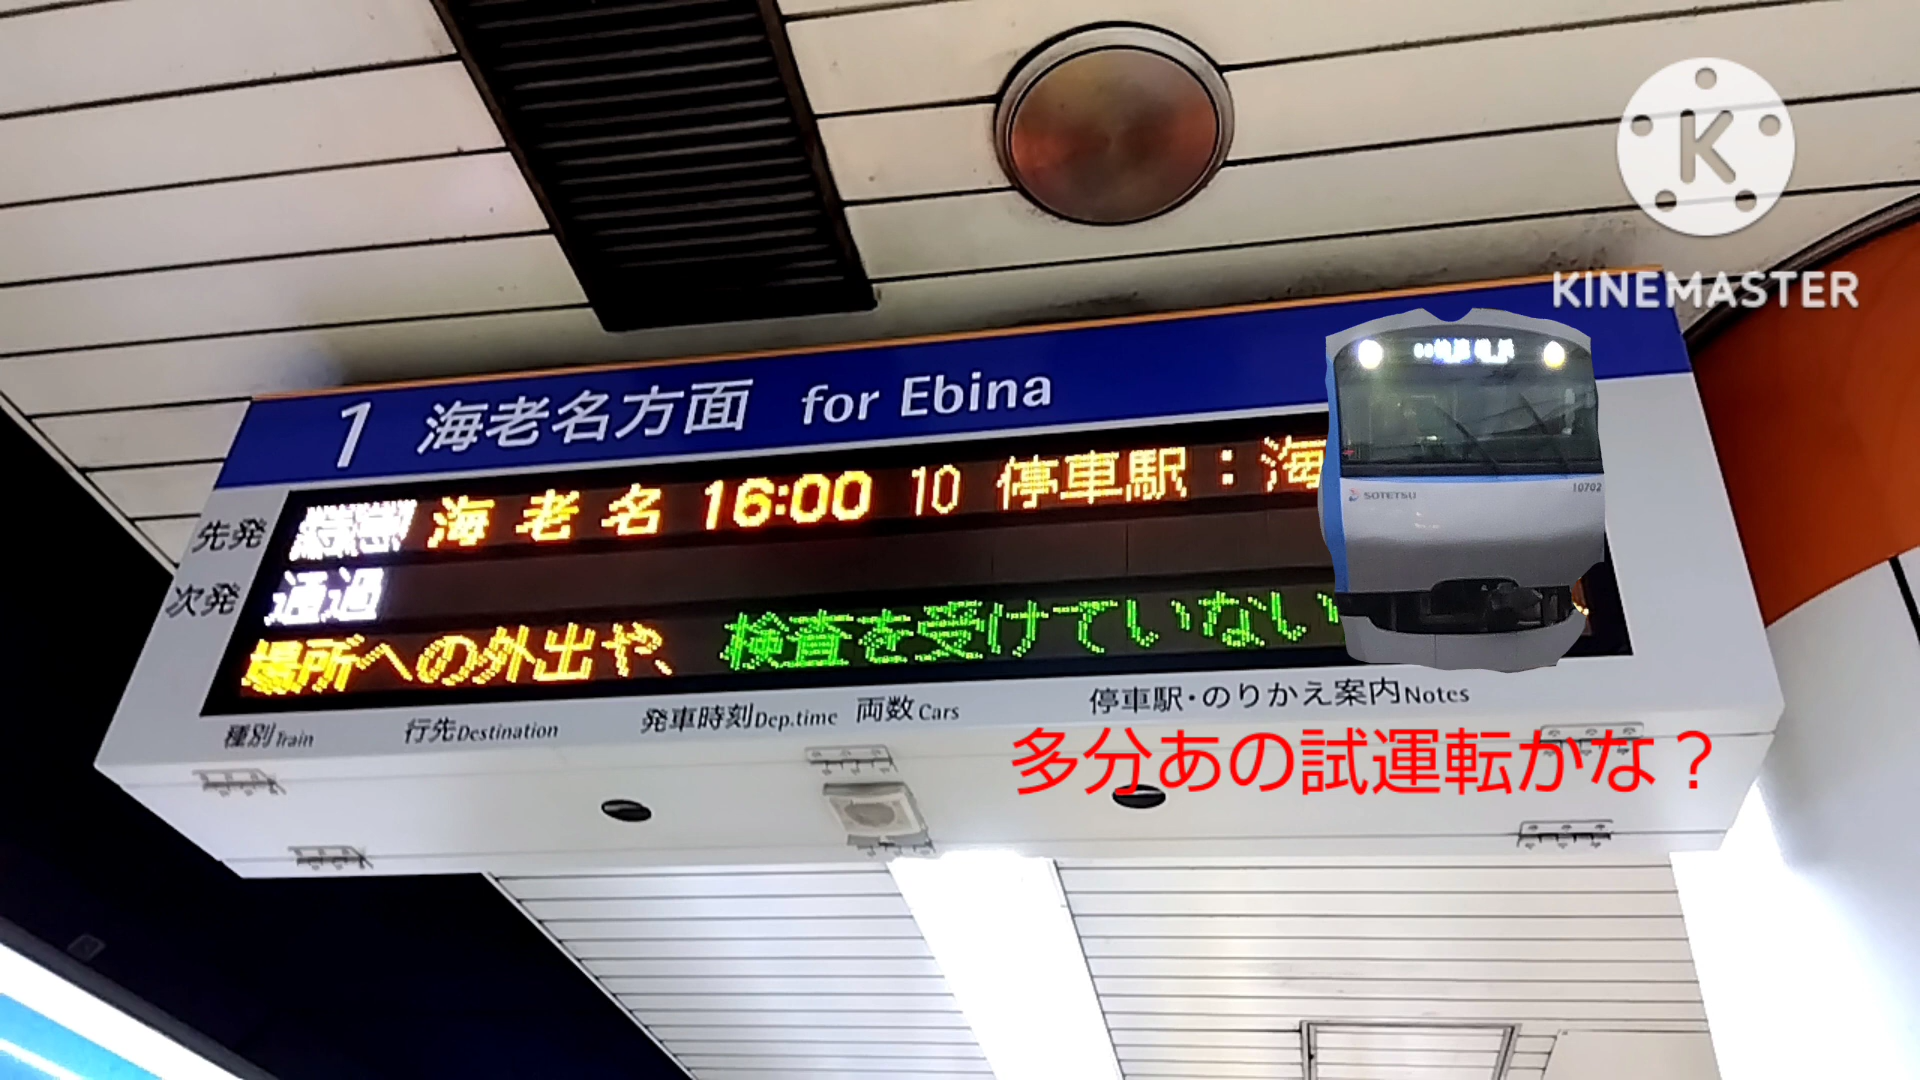 KINEMASTER
1 海老名方面 for Ebina
先発 特急 海老名 16:00 10 停車駅：海
SOTETSU 10702
次発 通過
場所への外出や、 検査を受けていない
種別Train 行先Destination 発車時刻Dep.time 両数Cars 停車駅・のりかえ案内Notes
多分あの試運転かな？